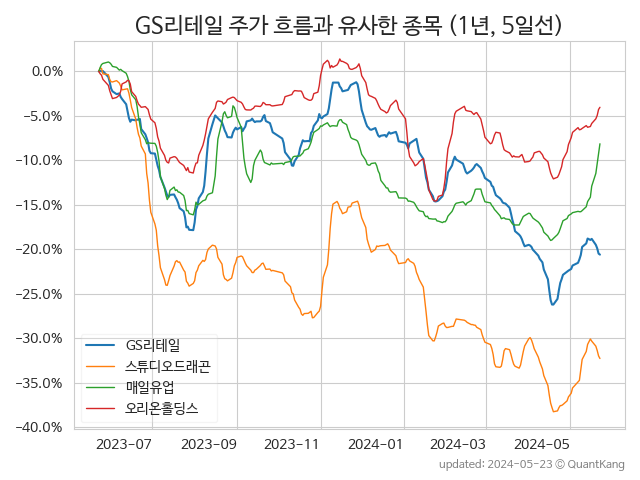 GS리테일 주가 흐름과 유사한 종목 (1년, 5일선)
0.0%
-5.0%
-10.0%
-15.0%
-20.0%
-25.0%
-30.0%
-35.0%
-40.0%
GS리테일
스튜디오드래곤
매일유업
오리온홀딩스
2023-07
2023-09
2023-11
2024-01
2024-03
2024-05
updated: 2024-05-23 © QuantKang